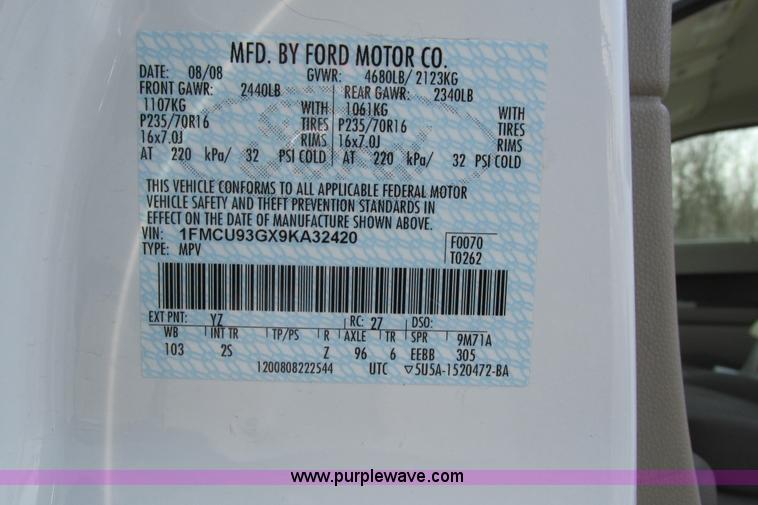 MFD. BY FORD MOTOR CO.
DATE: 08/08 GVWR: 4680LB/ 2123KG
FRONT GAWR: 2440LB REAR GAWR: 2340LB
1107KG WITH 1061KG WITH
P235/70R16 TIRES P235/70R16 TIRES
16x7.0J RIMS 16x7.0J RIMS
AT 220 kPa/ 32 PSI COLD AT 220 kPa/ 32 PSI COLD
THIS VEHICLE CONFORMS TO ALL APPLICABLE FEDERAL MOTOR
VEHICLE SAFETY AND THEFT PREVENTION STANDARDS IN
EFFECT ON THE DATE OF MANUFACTURE SHOWN ABOVE.
VIN: 1FMCU93GX9KA32420 F0070
TYPE: MPV T0262
EXT PNT: YZ RC: 27 DSO:
WB INT TR TP/PS R AXLE TR SPR 9M71A
103 2S Z 96 6 EEBB 305
1200808222544 UTC ▽5U5A-1520472-BA
www.purplewave.com